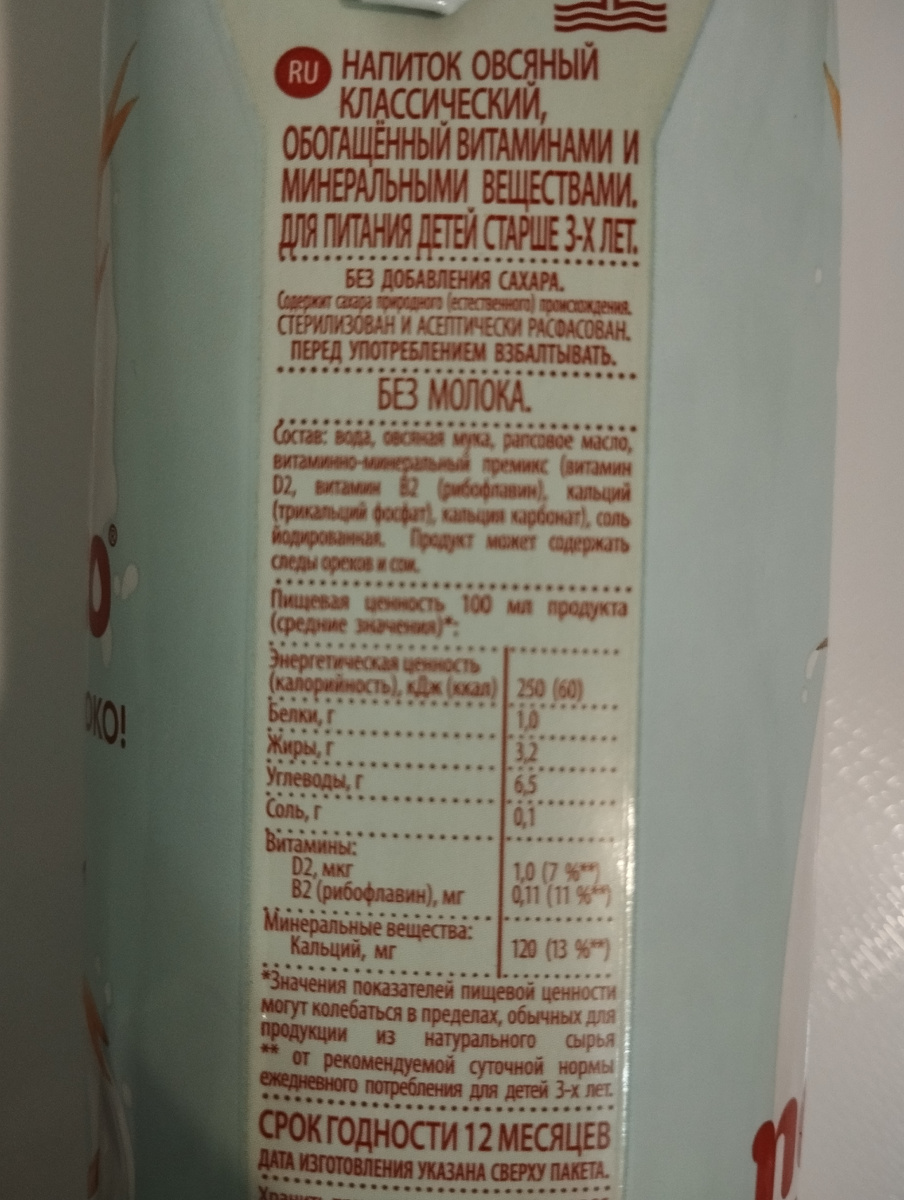 RU НАПИТОК ОВСЯНЫЙ
КЛАССИЧЕСКИЙ,
ОБОГАЩЁННЫЙ ВИТАМИНАМИ И
МИНЕРАЛЬНЫМИ ВЕЩЕСТВАМИ.
ДЛЯ ПИТАНИЯ ДЕТЕЙ СТАРШЕ 3-Х ЛЕТ.
БЕЗ ДОБАВЛЕНИЯ САХАРА.
Содержит сахара природного (естественного) происхождения.
СТЕРИЛИЗОВАН И АСЕПТИЧЕСКИ РАСФАСОВАН.
ПЕРЕД УПОТРЕБЛЕНИЕМ ВЗБАЛТЫВАТЬ.
БЕЗ МОЛОКА.
Состав: вода, овсяная мука, рапсовое масло,
витаминно-минеральный премикс (витамин
D2, витамин B2 (рибофлавин), кальций
(трикальций фосфат), кальция карбонат), соль
йодированная. Продукт может содержать
следы орехов и сои.
Пищевая ценность 100 мл продукта
(средние значения)*:
Энергетическая ценность
(калорийность), кДж (ккал) 250 (60)
Белки, г 1,0
Жиры, г 3,2
Углеводы, г 6,5
Соль, г 0,1
Витамины:
D2, мкг 1,0 (7 %**)
B2 (рибофлавин), мг 0,11 (11 %**)
Минеральные вещества:
Кальций, мг 120 (13 %**)
*Значения показателей пищевой ценности
могут колебаться в пределах, обычных для
продукции из натурального сырья
** от рекомендуемой суточной нормы
ежедневного потребления для детей 3-х лет.
СРОК ГОДНОСТИ 12 МЕСЯЦЕВ
ДАТА ИЗГОТОВЛЕНИЯ УКАЗАНА СВЕРХУ ПАКЕТА.
ОКО!